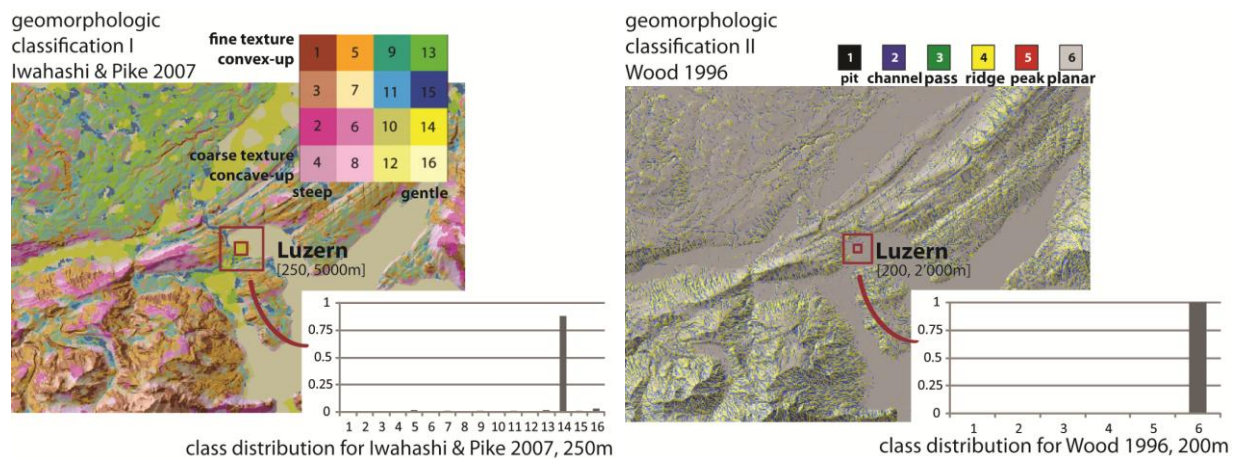 geomorphologic
classification I
Iwahashi & Pike 2007
fine texture
convex-up
1 5 9 13
3 7 11 15
2 6 10 14
coarse texture
concave-up
4 8 12 16
steep gentle
Luzern
[250, 5000m]
1
0.75
0.5
0.25
0
1 2 3 4 5 6 7 8 9 10 11 12 13 14 15 16
class distribution for Iwahashi & Pike 2007, 250m
geomorphologic
classification II
Wood 1996
1 2 3 4 5 6
pit channel pass ridge peak planar
Luzern
[200, 2'000m]
1
0.75
0.5
0.25
0
1 2 3 4 5 6
class distribution for Wood 1996, 200m